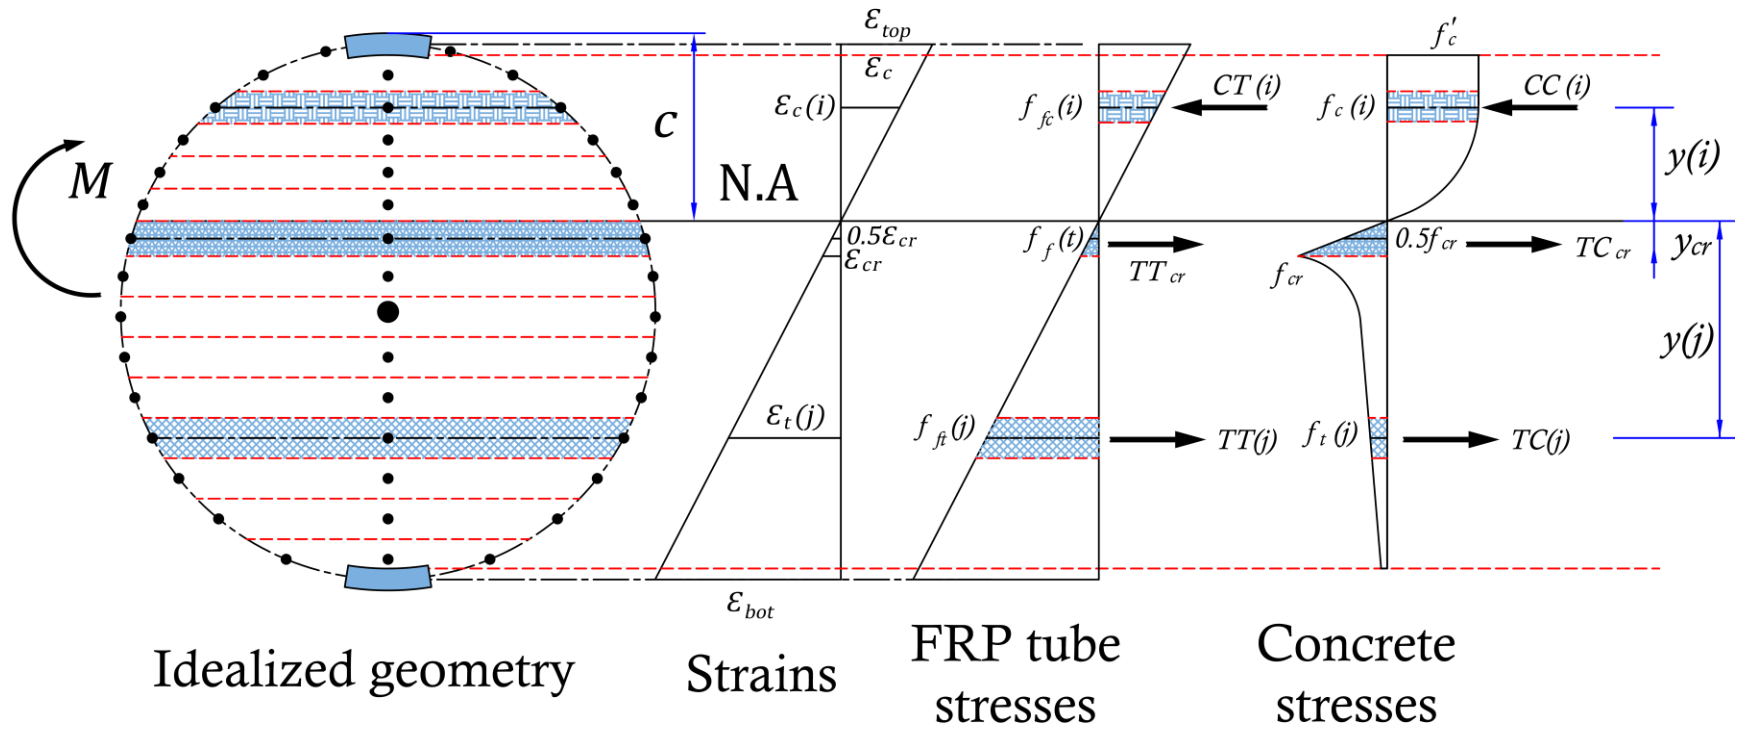 ε_top
f'_c
ε_c
ε_c(i)
f_fc(i)
CT(i)
f_c(i)
CC(i)
c
y(i)
M
N.A
0.5ε_cr
ε_cr
f_f(t)
TT_cr
0.5f_cr
f_cr
TC_cr
y_cr
y(j)
ε_t(j)
f_ft(j)
TT(j)
f_t(j)
TC(j)
ε_bot
Idealized geometry
Strains
FRP tube
stresses
Concrete
stresses